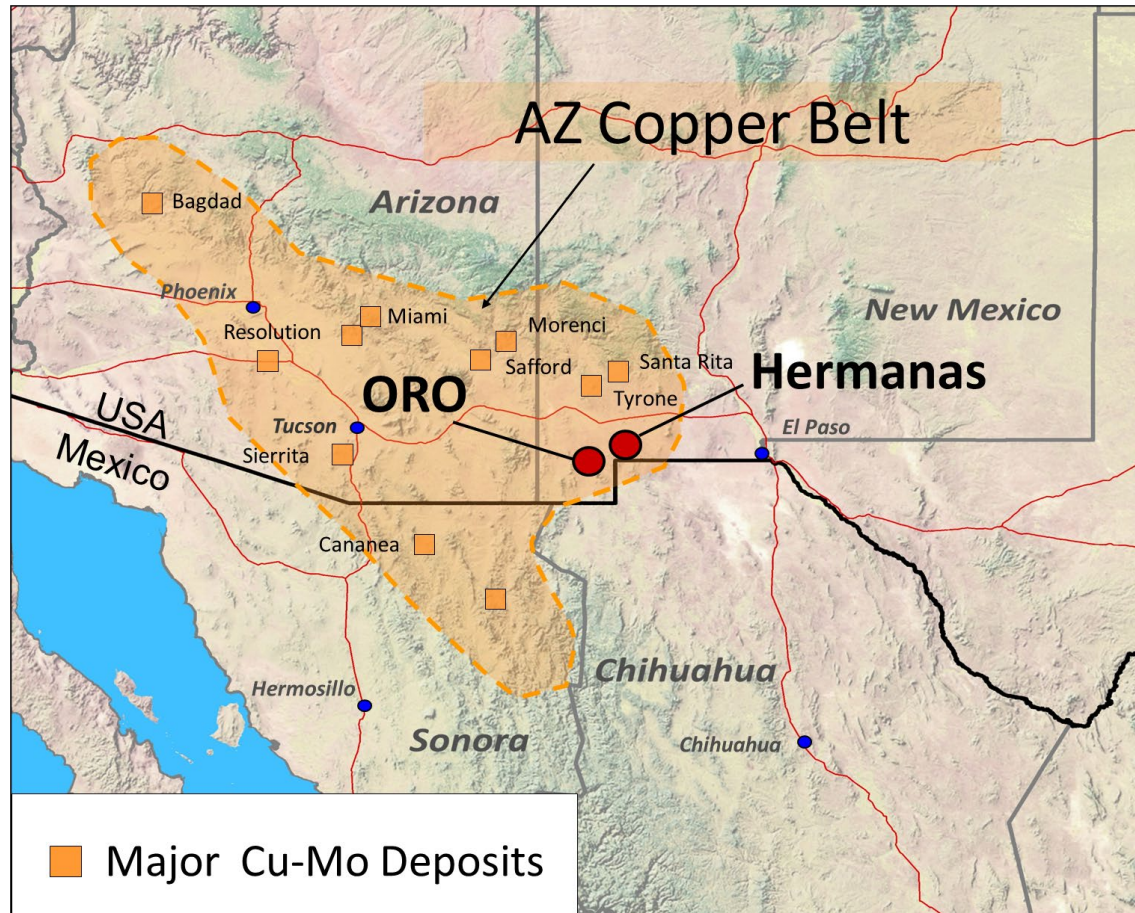 AZ Copper Belt
Bagdad
Arizona
Phoenix
New Mexico
Miami
Resolution
Morenci
Safford
Santa Rita
Tyrone
Hermanas
ORO
USA
Mexico
Tucson
El Paso
Sierrita
Cananea
Chihuahua
Hermosillo
Sonora
Chihuahua
Major Cu-Mo Deposits